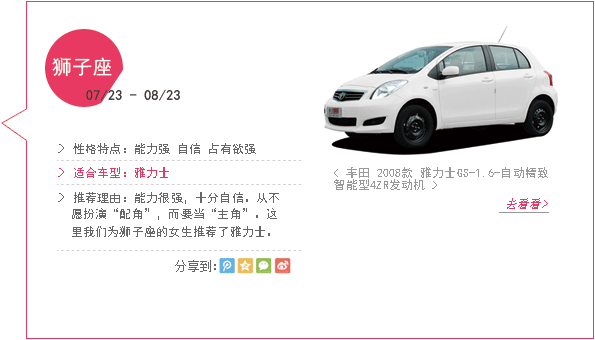 狮子座
07/23 - 08/23
> 性格特点：能力强 自信 占有欲强
> 适合车型：雅力士
> 推荐理由：能力很强，十分自信。从不
愿扮演“配角”，而要当“主角”。这
里我们为狮子座的女生推荐了雅力士。
分享到：
< 丰田 2008款 雅力士GS-1.6-自动精致
智能型4ZR发动机 >
去看看>